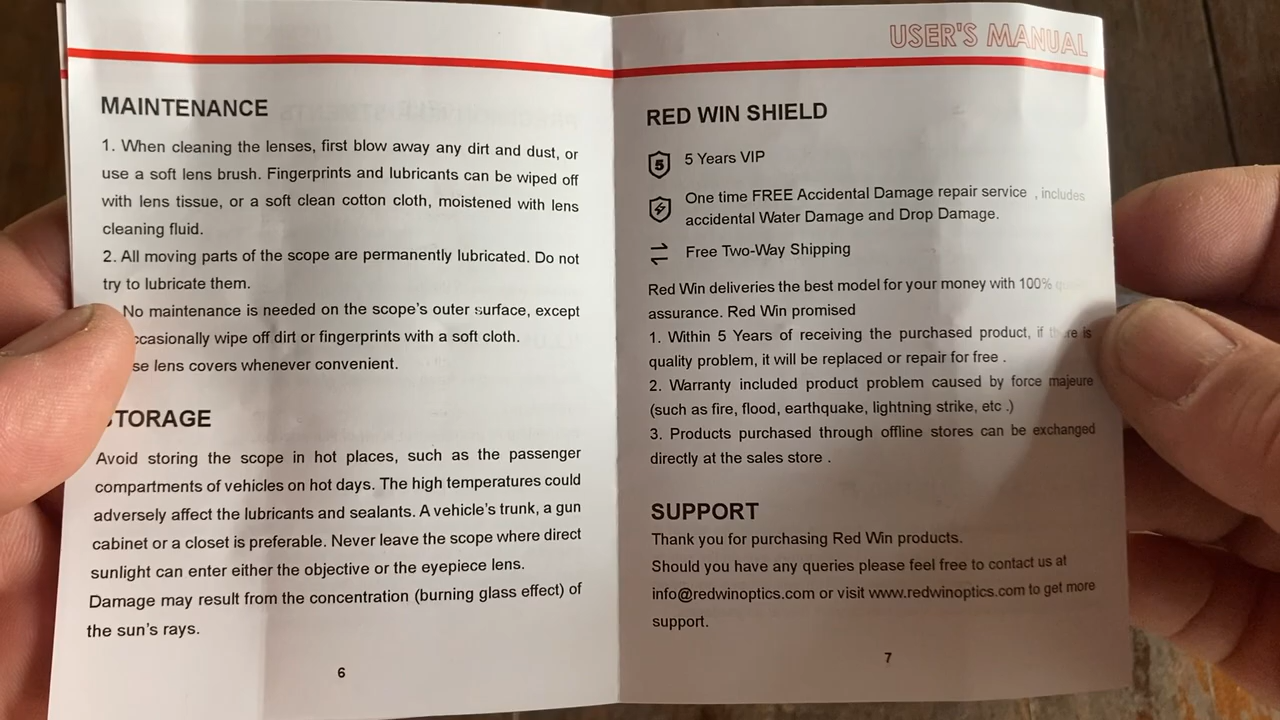 MAINTENANCE
1. When cleaning the lenses, first blow away any dirt and dust, or
use a soft lens brush. Fingerprints and lubricants can be wiped off
with lens tissue, or a soft clean cotton cloth, moistened with lens
cleaning fluid.
2. All moving parts of the scope are permanently lubricated. Do not
try to lubricate them.
No maintenance is needed on the scope's outer surface, except
ccasionally wipe off dirt or fingerprints with a soft cloth.
se lens covers whenever convenient.
STORAGE
Avoid storing the scope in hot places, such as the passenger
compartments of vehicles on hot days. The high temperatures could
adversely affect the lubricants and sealants. A vehicle's trunk, a gun
cabinet or a closet is preferable. Never leave the scope where direct
sunlight can enter either the objective or the eyepiece lens.
Damage may result from the concentration (burning glass effect) of
the sun's rays.
6
USER'S MANUAL
RED WIN SHIELD
5
5 Years VIP
One time FREE Accidental Damage repair service , includes
accidental Water Damage and Drop Damage.
Free Two-Way Shipping
Red Win deliveries the best model for your money with 100%
assurance. Red Win promised
1. Within 5 Years of receiving the purchased product, if there is
quality problem, it will be replaced or repair for free .
2. Warranty included product problem caused by force majeure
(such as fire, flood, earthquake, lightning strike, etc .)
3. Products purchased through offline stores can be exchanged
directly at the sales store .
SUPPORT
Thank you for purchasing Red Win products.
Should you have any queries please feel free to contact us at
info@redwinoptics.com or visit www.redwinoptics.com to get more
support.
7